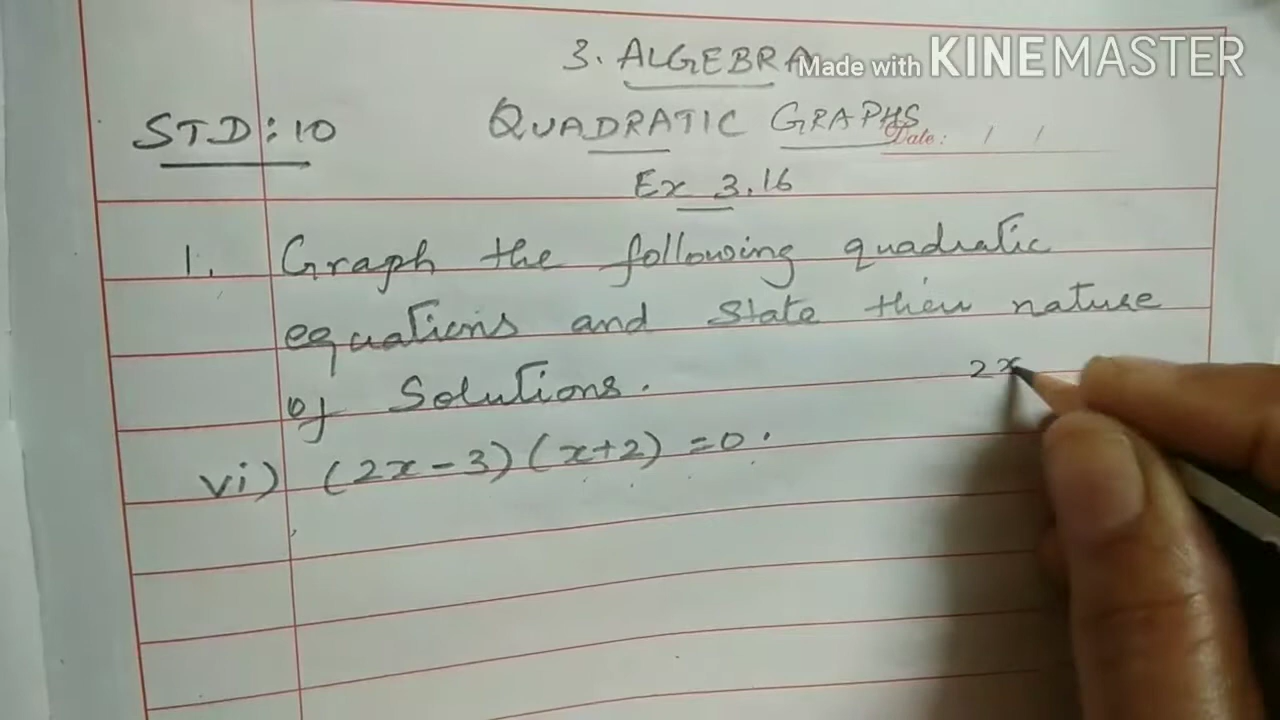 3. ALGEBRA
Made with KINEMASTER
STD: 10
QUADRATIC GRAPHS
Date: / /
Ex 3.16
1. Graph the following quadratic
equations and state their nature
of Solutions.
2x
vi) (2x-3)(x+2) =0.